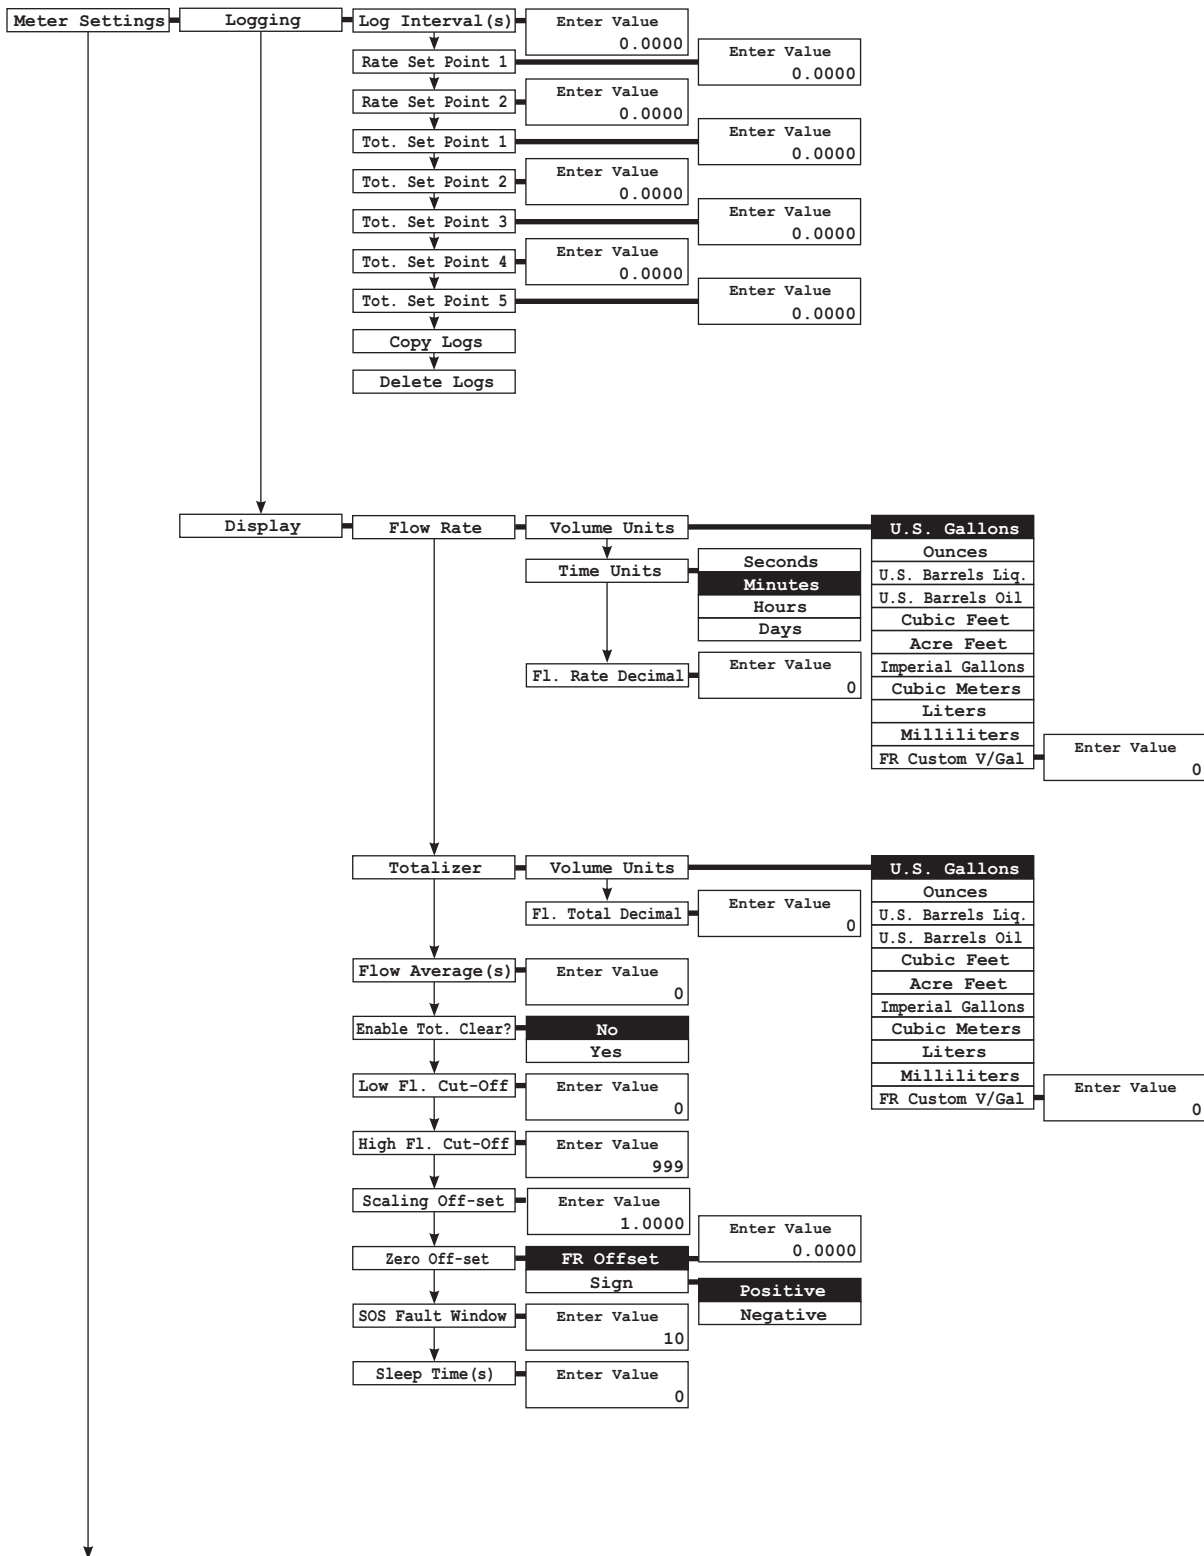 Meter Settings
Logging
Log Interval(s)
Enter Value
0.0000
Rate Set Point 1
Enter Value
0.0000
Rate Set Point 2
Enter Value
0.0000
Tot. Set Point 1
Enter Value
0.0000
Tot. Set Point 2
Enter Value
0.0000
Tot. Set Point 3
Enter Value
0.0000
Tot. Set Point 4
Enter Value
0.0000
Tot. Set Point 5
Enter Value
0.0000
Copy Logs
Delete Logs
Display
Flow Rate
Volume Units
U.S. Gallons
Ounces
U.S. Barrels Liq.
U.S. Barrels Oil
Cubic Feet
Acre Feet
Imperial Gallons
Cubic Meters
Liters
Milliliters
FR Custom V/Gal
Enter Value
0
Time Units
Seconds
Minutes
Hours
Days
Fl. Rate Decimal
Enter Value
0
Totalizer
Volume Units
U.S. Gallons
Ounces
U.S. Barrels Liq.
U.S. Barrels Oil
Cubic Feet
Acre Feet
Imperial Gallons
Cubic Meters
Liters
Milliliters
FR Custom V/Gal
Enter Value
0
Fl. Total Decimal
Enter Value
0
Flow Average(s)
Enter Value
0
Enable Tot. Clear?
No
Yes
Low Fl. Cut-Off
Enter Value
0
High Fl. Cut-Off
Enter Value
999
Scaling Off-set
Enter Value
1.0000
Zero Off-set
FR Offset
Enter Value
0.0000
Sign
Positive
Negative
SOS Fault Window
Enter Value
10
Sleep Time(s)
Enter Value
0